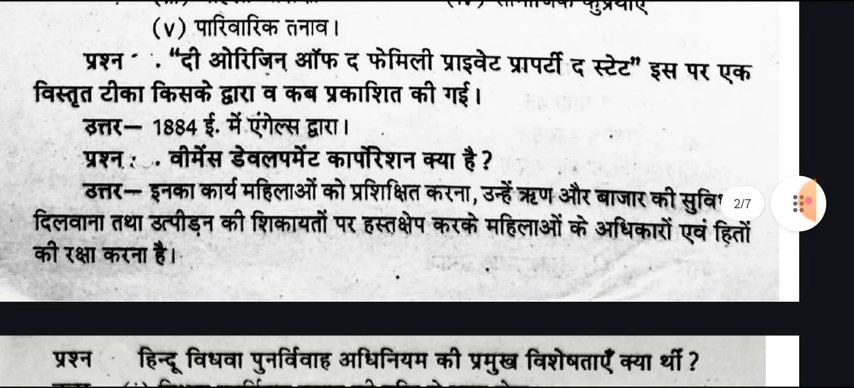 (v) पारिवारिक तनाव।
प्रश्न . "दी ओरिजिन ऑफ द फेमिली प्राइवेट प्रापर्टी द स्टेट" इस पर एक
विस्तृत टीका किसके द्वारा व कब प्रकाशित की गई।
उत्तर— 1884 ई. में एंगेल्स द्वारा।
प्रश्न : . वीमेंस डेवलपमेंट कार्पोरेशन क्या है?
उत्तर— इनका कार्य महिलाओं को प्रशिक्षित करना, उन्हें ऋण और बाजार की
2/7
दिलवाना तथा उत्पीड़न की शिकायतों पर हस्तक्षेप करके महिलाओं के अधिकारों एवं हितों
की रक्षा करना है।
प्रश्न हिन्दू विधवा पुनर्विवाह अधिनियम की प्रमुख विशेषताएँ क्या थीं?